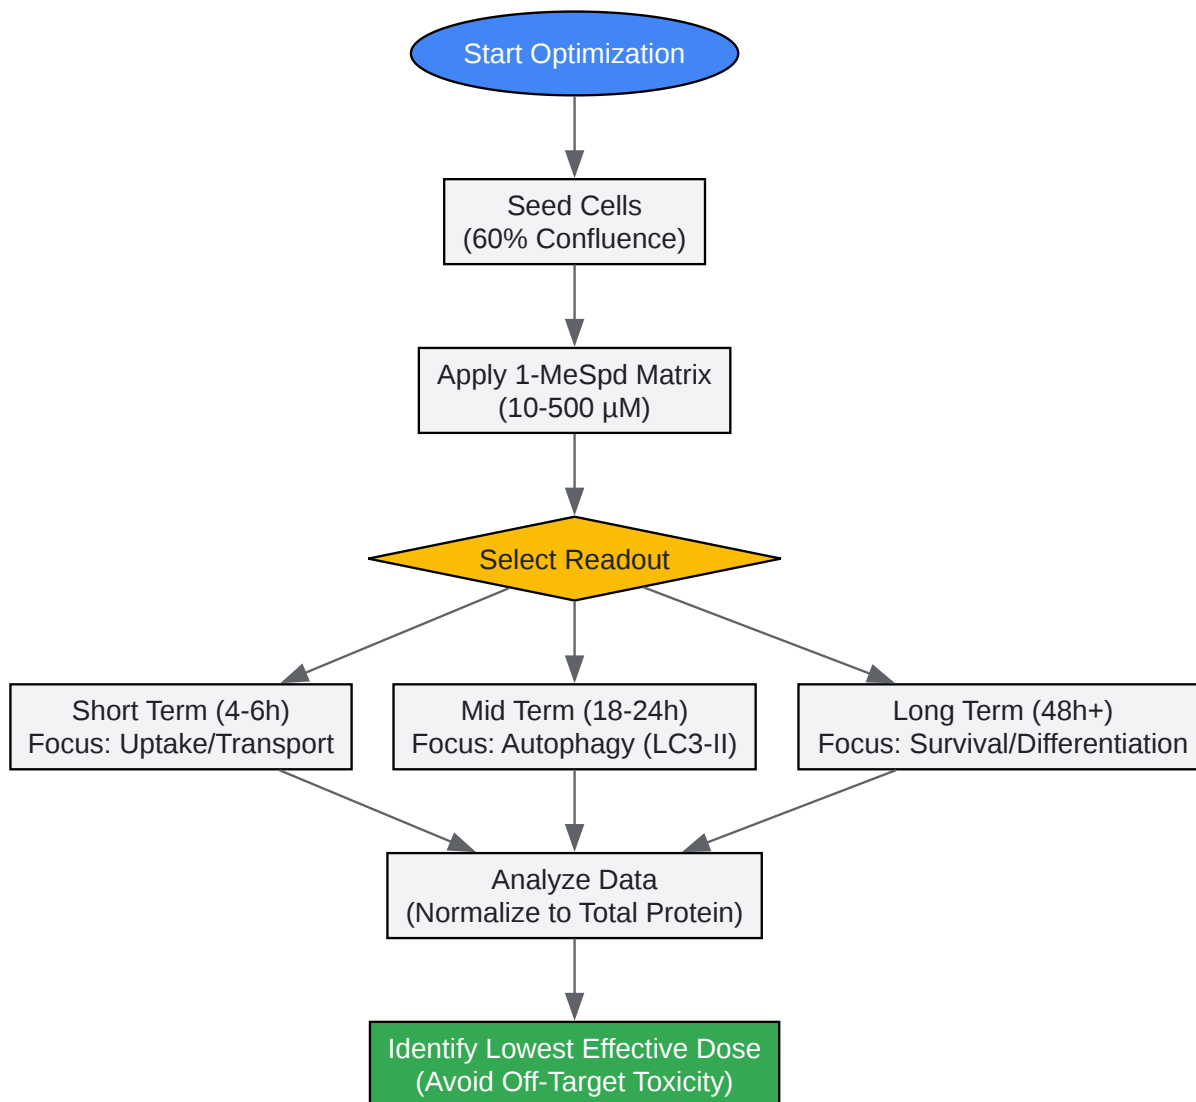 Start Optimization
Seed Cells
(60% Confluence)
Apply 1-MeSpd Matrix
(10-500 µM)
Select Readout
Short Term (4-6h)
Focus: Uptake/Transport
Mid Term (18-24h)
Focus: Autophagy (LC3-II)
Long Term (48h+)
Focus: Survival/Differentiation
Analyze Data
(Normalize to Total Protein)
Identify Lowest Effective Dose
(Avoid Off-Target Toxicity)